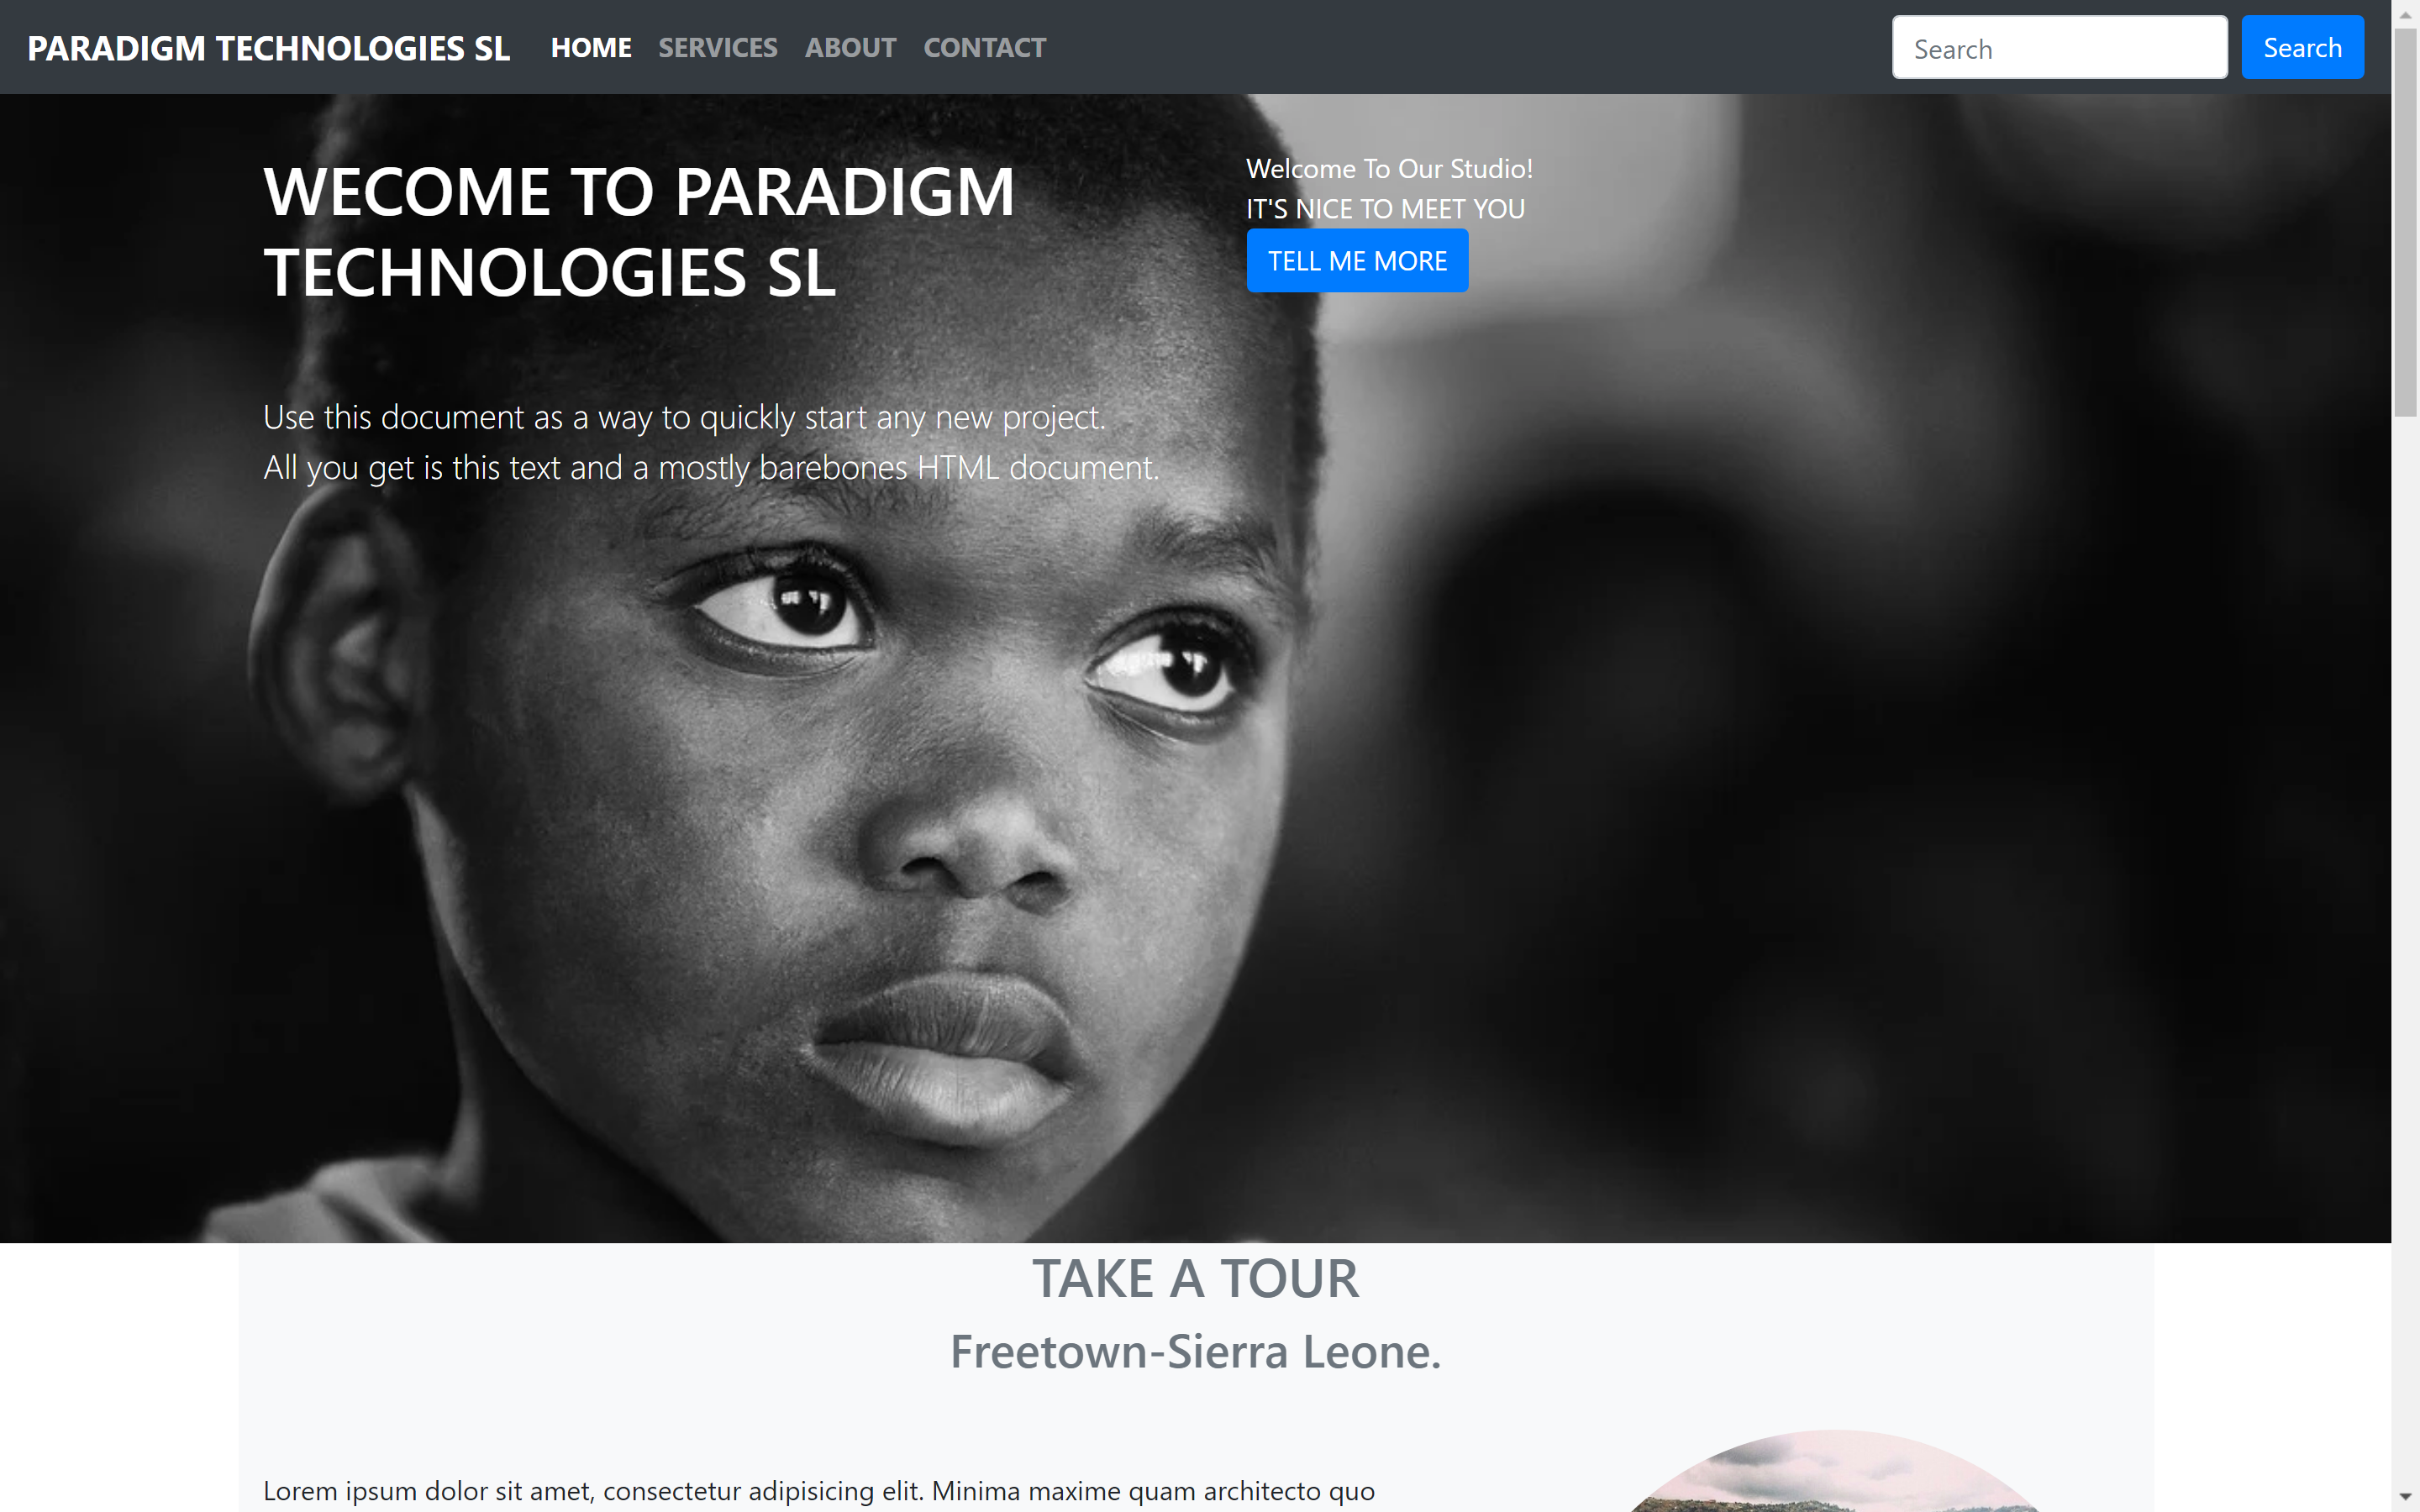 PARADIGM TECHNOLOGIES SL HOME SERVICES ABOUT CONTACT Search Search
WECOME TO PARADIGM
TECHNOLOGIES SL
Use this document as a way to quickly start any new project.
All you get is this text and a mostly barebones HTML document.
Welcome To Our Studio!
IT'S NICE TO MEET YOU
TELL ME MORE
TAKE A TOUR
Freetown-Sierra Leone.
Lorem ipsum dolor sit amet, consectetur adipisicing elit. Minima maxime quam architecto quo